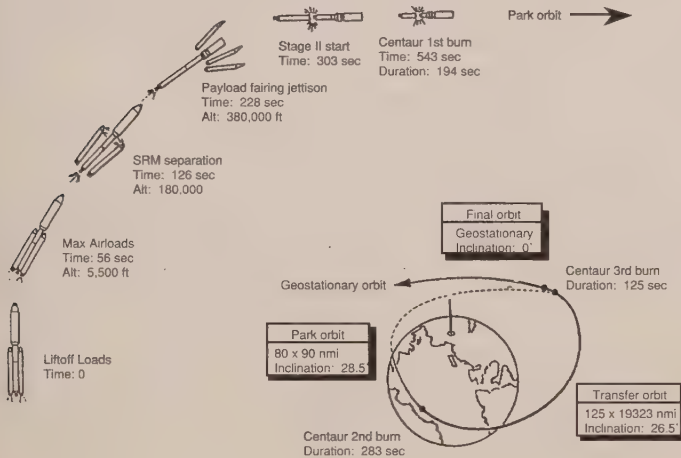 Stage II start
Time: 303 sec
Centaur 1st burn
Time: 543 sec
Duration: 194 sec
Park orbit
Payload fairing jettison
Time: 228 sec
Alt: 380,000 ft
SRM separation
Time: 126 sec
Alt: 180,000
Max Airloads
Time: 56 sec
Alt: 5,500 ft
Liftoff Loads
Time: 0
Final orbit
Geostationary
Inclination: 0°
Geostationary orbit
Centaur 3rd burn
Duration: 125 sec
Park orbit
80 x 90 nmi
Inclination: 28.5°
Transfer orbit
125 x 19323 nmi
Inclination: 26.5°
Centaur 2nd burn
Duration: 283 sec